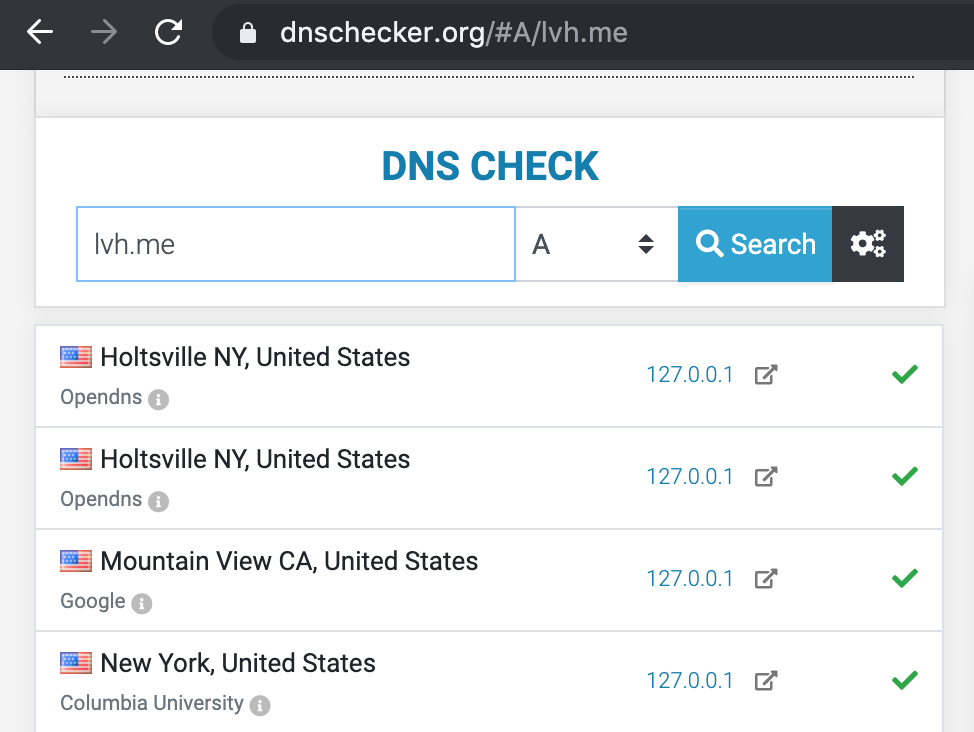 dnschecker.org/#A/lvh.me
DNS CHECK
lvh.me A Search
Holtsville NY, United States
127.0.0.1
Opendns
Holtsville NY, United States
127.0.0.1
Opendns
Mountain View CA, United States
127.0.0.1
Google
New York, United States
127.0.0.1
Columbia University